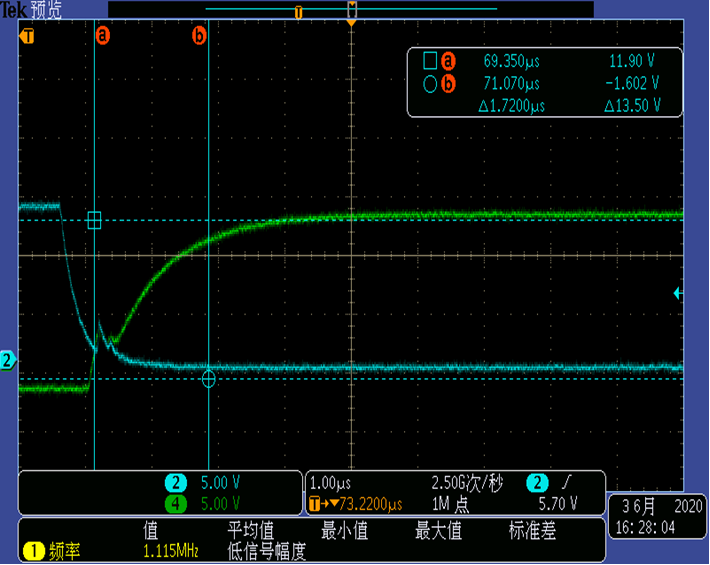 Tek 预览
T
T a b
a 69.350μs 11.90 V
b 71.070μs -1.602 V
Δ1.7200μs Δ13.50 V
2
2 5.00 V
4 5.00 V
1.00μs 2.50G次/秒 2
T→▼73.2200μs 1M 点 5.70 V
值 平均值 最小值 最大值 标准差
1 频率 1.115MHz 低信号幅度
3 6月 2020
16:28:04